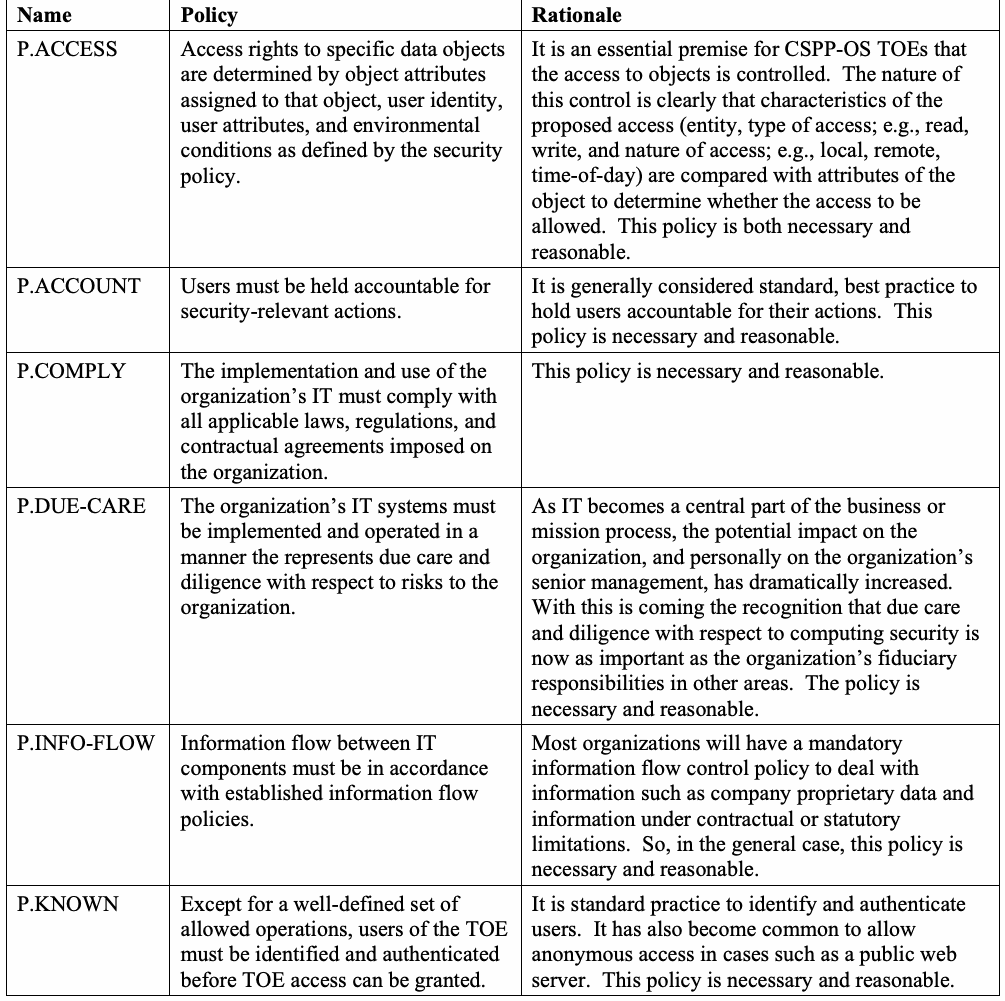 Name Policy Rationale
P.ACCESS Access rights to specific data objects
are determined by object attributes
assigned to that object, user identity,
user attributes, and environmental
conditions as defined by the security
policy.
It is an essential premise for CSPP-OS TOEs that
the access to objects is controlled.  The nature of
this control is clearly that characteristics of the
proposed access (entity, type of access; e.g., read,
write, and nature of access; e.g., local, remote,
time-of-day) are compared with attributes of the
object to determine whether the access to be
allowed.  This policy is both necessary and
reasonable.
P.ACCOUNT Users must be held accountable for
security-relevant actions.
It is generally considered standard, best practice to
hold users accountable for their actions.  This
policy is necessary and reasonable.
P.COMPLY The implementation and use of the
organization’s IT must comply with
all applicable laws, regulations, and
contractual agreements imposed on
the organization.
This policy is necessary and reasonable.
P.DUE-CARE The organization’s IT systems must
be implemented and operated in a
manner the represents due care and
diligence with respect to risks to the
organization.
As IT becomes a central part of the business or
mission process, the potential impact on the
organization, and personally on the organization’s
senior management, has dramatically increased.
With this is coming the recognition that due care
and diligence with respect to computing security is
now as important as the organization’s fiduciary
responsibilities in other areas.  The policy is
necessary and reasonable.
P.INFO-FLOW Information flow between IT
components must be in accordance
with established information flow
policies.
Most organizations will have a mandatory
information flow control policy to deal with
information such as company proprietary data and
information under contractual or statutory
limitations.  So, in the general case, this policy is
necessary and reasonable.
P.KNOWN Except for a well-defined set of
allowed operations, users of the TOE
must be identified and authenticated
before TOE access can be granted.
It is standard practice to identify and authenticate
users.  It has also become common to allow
anonymous access in cases such as a public web
server.  This policy is necessary and reasonable.